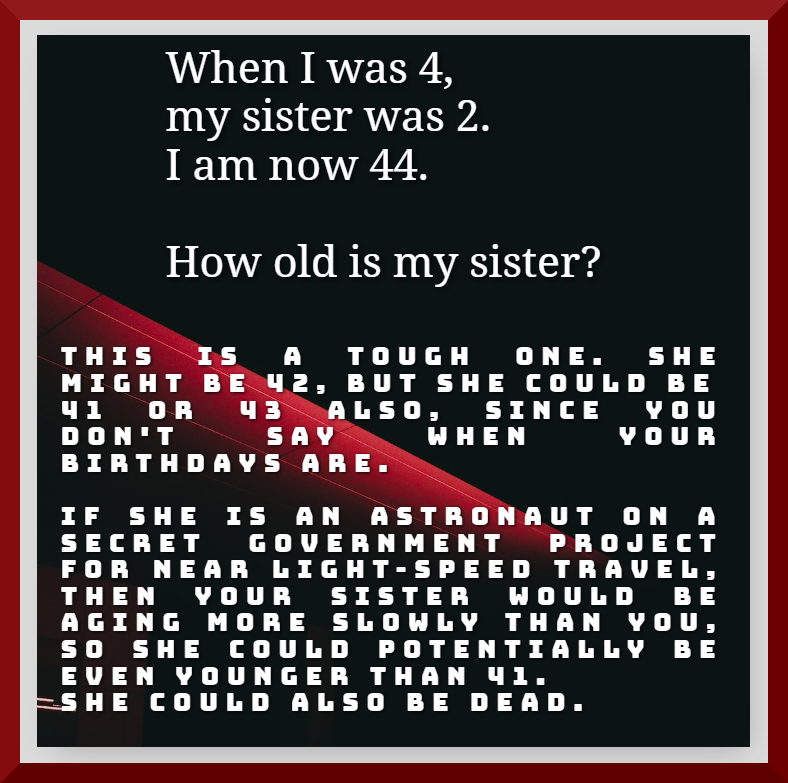 When I was 4,
my sister was 2.
I am now 44.
How old is my sister?
THIS IS A TOUGH ONE. SHE
MIGHT BE 42, BUT SHE COULD BE
41 OR 43 ALSO, SINCE YOU
DON'T SAY WHEN YOUR
BIRTHDAYS ARE.
IF SHE IS AN ASTRONAUT ON A
SECRET GOVERNMENT PROJECT
FOR NEAR LIGHT-SPEED TRAVEL,
THEN YOUR SISTER WOULD BE
AGING MORE SLOWLY THAN YOU,
SO SHE COULD POTENTIALLY BE
EVEN YOUNGER THAN 41.
SHE COULD ALSO BE DEAD.